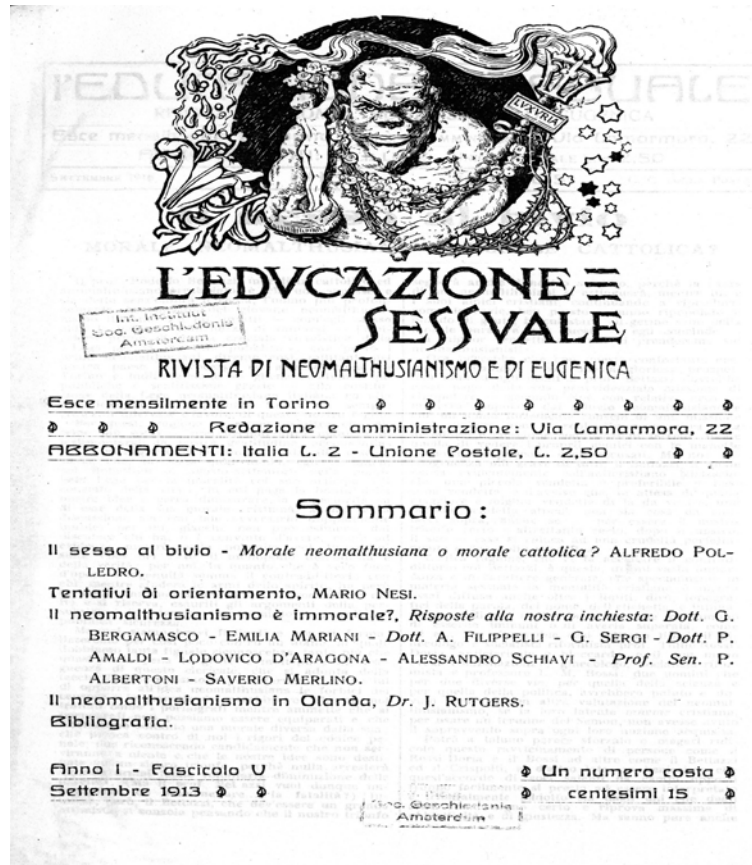 LVXVRIA
L'EDVCAZIONE
SESSVALE
Int. Instituut
Soc. Geschiedenis
Amsterdam
RIVISTA DI NEOMALTHUSIANISMO E DI EUGENICA
Esce mensilmente in Torino
Redazione e amministrazione: Via Lamarmora, 22
ABBONAMENTI: Italia L. 2 - Unione Postale, L. 2,50
Sommario:
Il sesso al bivio - Morale neomalthusiana o morale cattolica? ALFREDO POL-
LEDRO.
Tentativi di orientamento, MARIO NESI.
Il neomalthusianismo è immorale?, Risposte alla nostra inchiesta: Dott. G.
BERGAMASCO - EMILIA MARIANI - Dott. A. FILIPPELLI - G. SERGI - Dott. P.
AMALDI - LODOVICO D'ARAGONA - ALESSANDRO SCHIAVI - Prof. Sen. P.
ALBERTONI - SAVERIO MERLINO.
Il neomalthusianismo in Olanda, Dr. J. RUTGERS.
Bibliografia.
Anno I - Fascicolo V
Un numero costa
Settembre 1913
centesimi 15
Soc. Geschiedenis
Amsterdam